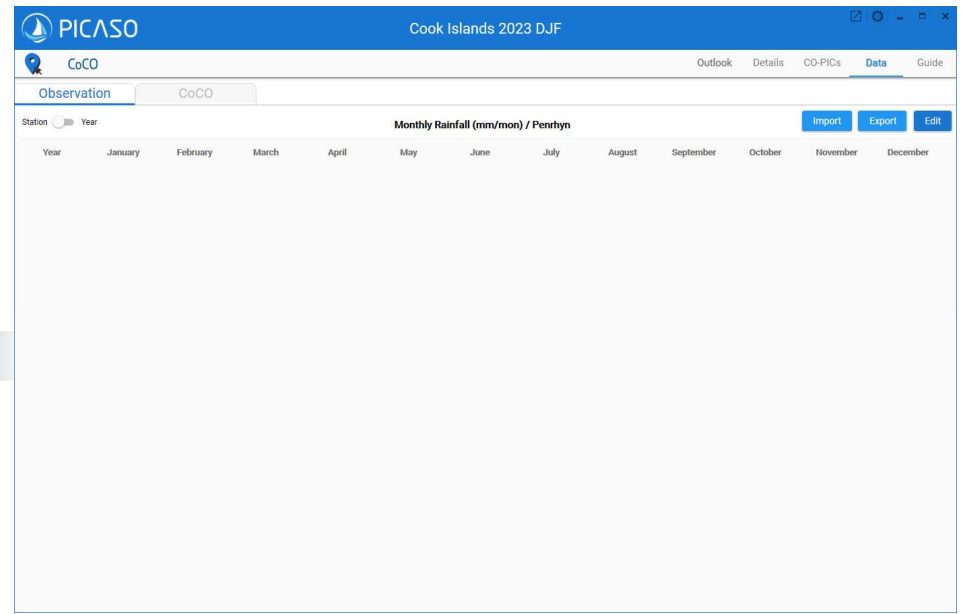 PICASO
Cook Islands 2023 DJF
CoCO Outlook Details CO-PICs Data Guide
Observation CoCO
Station Year Monthly Rainfall (mm/mon) / Penrhyn Import Export Edit
Year January February March April May June July August September October November December